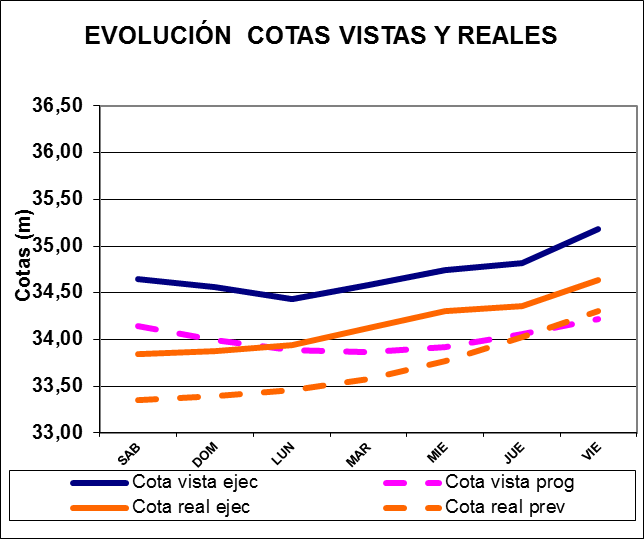 EVOLUCIÓN  COTAS VISTAS Y REALES
Cotas (m)
36,50
36,00
35,50
35,00
34,50
34,00
33,50
33,00
SAB DOM LUN MAR MIE JUE VIE
Cota vista ejec Cota vista prog
Cota real ejec Cota real prev